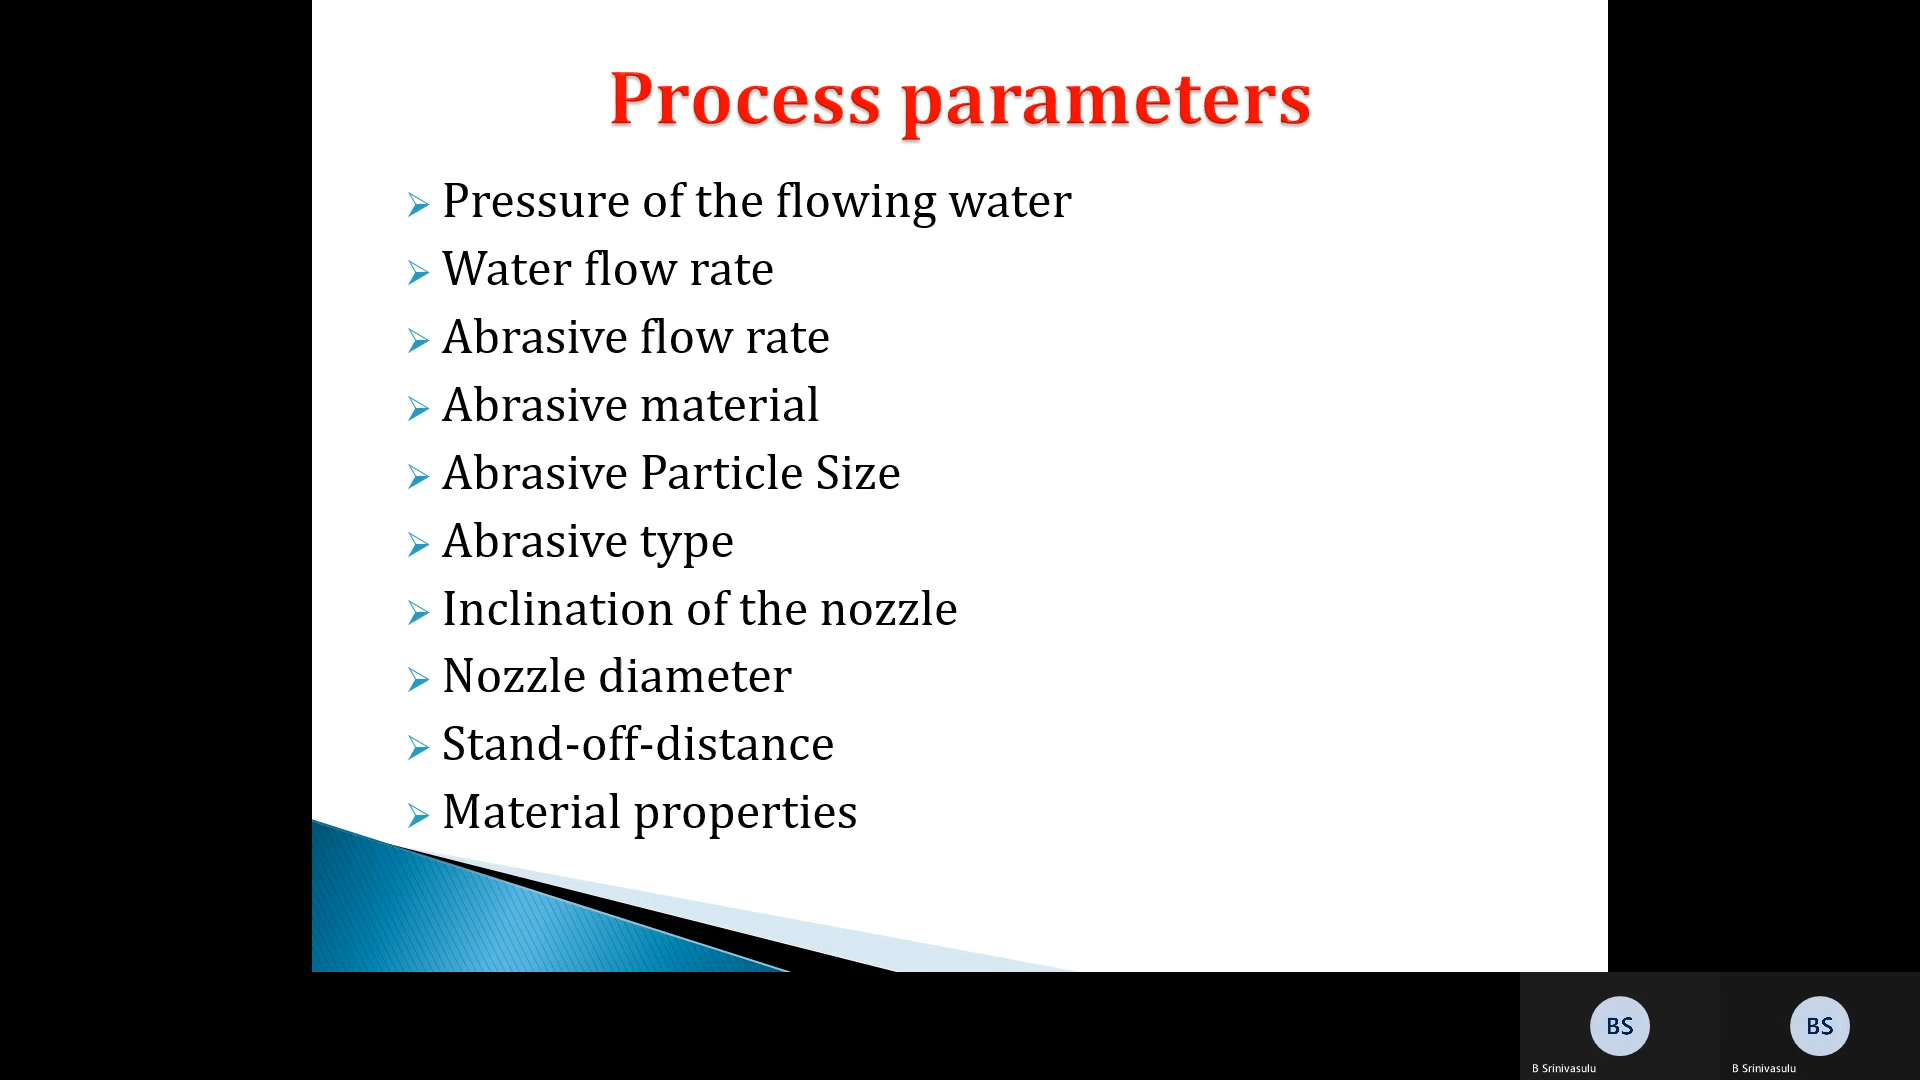 Process parameters
Pressure of the flowing water
Water flow rate
Abrasive flow rate
Abrasive material
Abrasive Particle Size
Abrasive type
Inclination of the nozzle
Nozzle diameter
Stand-off-distance
Material properties
BS
B Srinivasulu
BS
B Srinivasulu